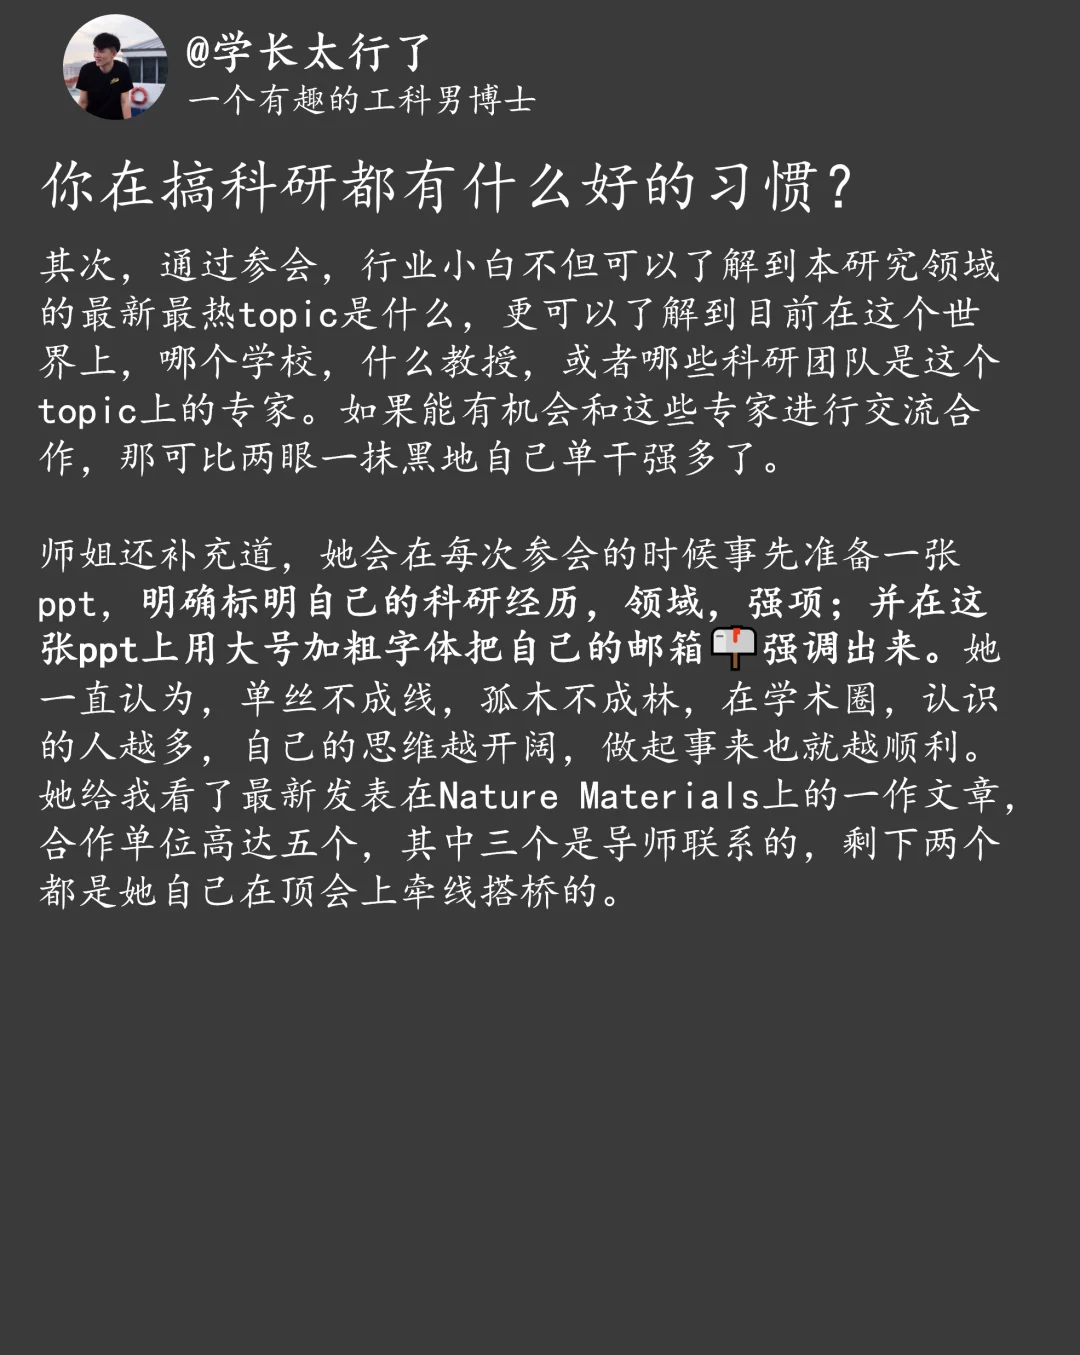 @学长太行了
一个有趣的工科男博士
你在搞科研都有什么好的习惯？
其次，通过参会，行业小白不但可以了解到本研究领域
的最新最热topic是什么，更可以了解到目前在这个世
界上，哪个学校，什么教授，或者哪些科研团队是这个
topic上的专家。如果能有机会和这些专家进行交流合
作，那可比两眼一抹黑地自己单干强多了。
师姐还补充道，她会在每次参会的时候事先准备一张
ppt，明确标明自己的科研经历，领域，强项；并在这
张ppt上用大号加粗字体把自己的邮箱📪强调出来。她
一直认为，单丝不成线，孤木不成林，在学术圈，认识
的人越多，自己的思维越开阔，做起事来也就越顺利。
她给我看了最新发表在Nature Materials上的一作文章，
合作单位高达五个，其中三个是导师联系的，剩下两个
都是她自己在顶会上牵线搭桥的。